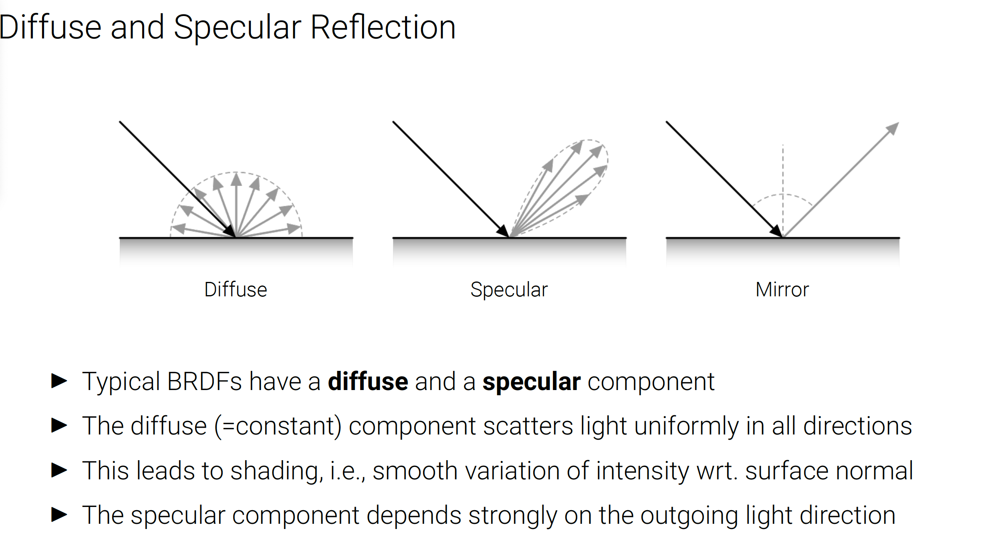 Diffuse and Specular Reflection
Diffuse
Specular
Mirror
► Typical BRDFs have a diffuse and a specular component
► The diffuse (=constant) component scatters light uniformly in all directions
► This leads to shading, i.e., smooth variation of intensity wrt. surface normal
► The specular component depends strongly on the outgoing light direction